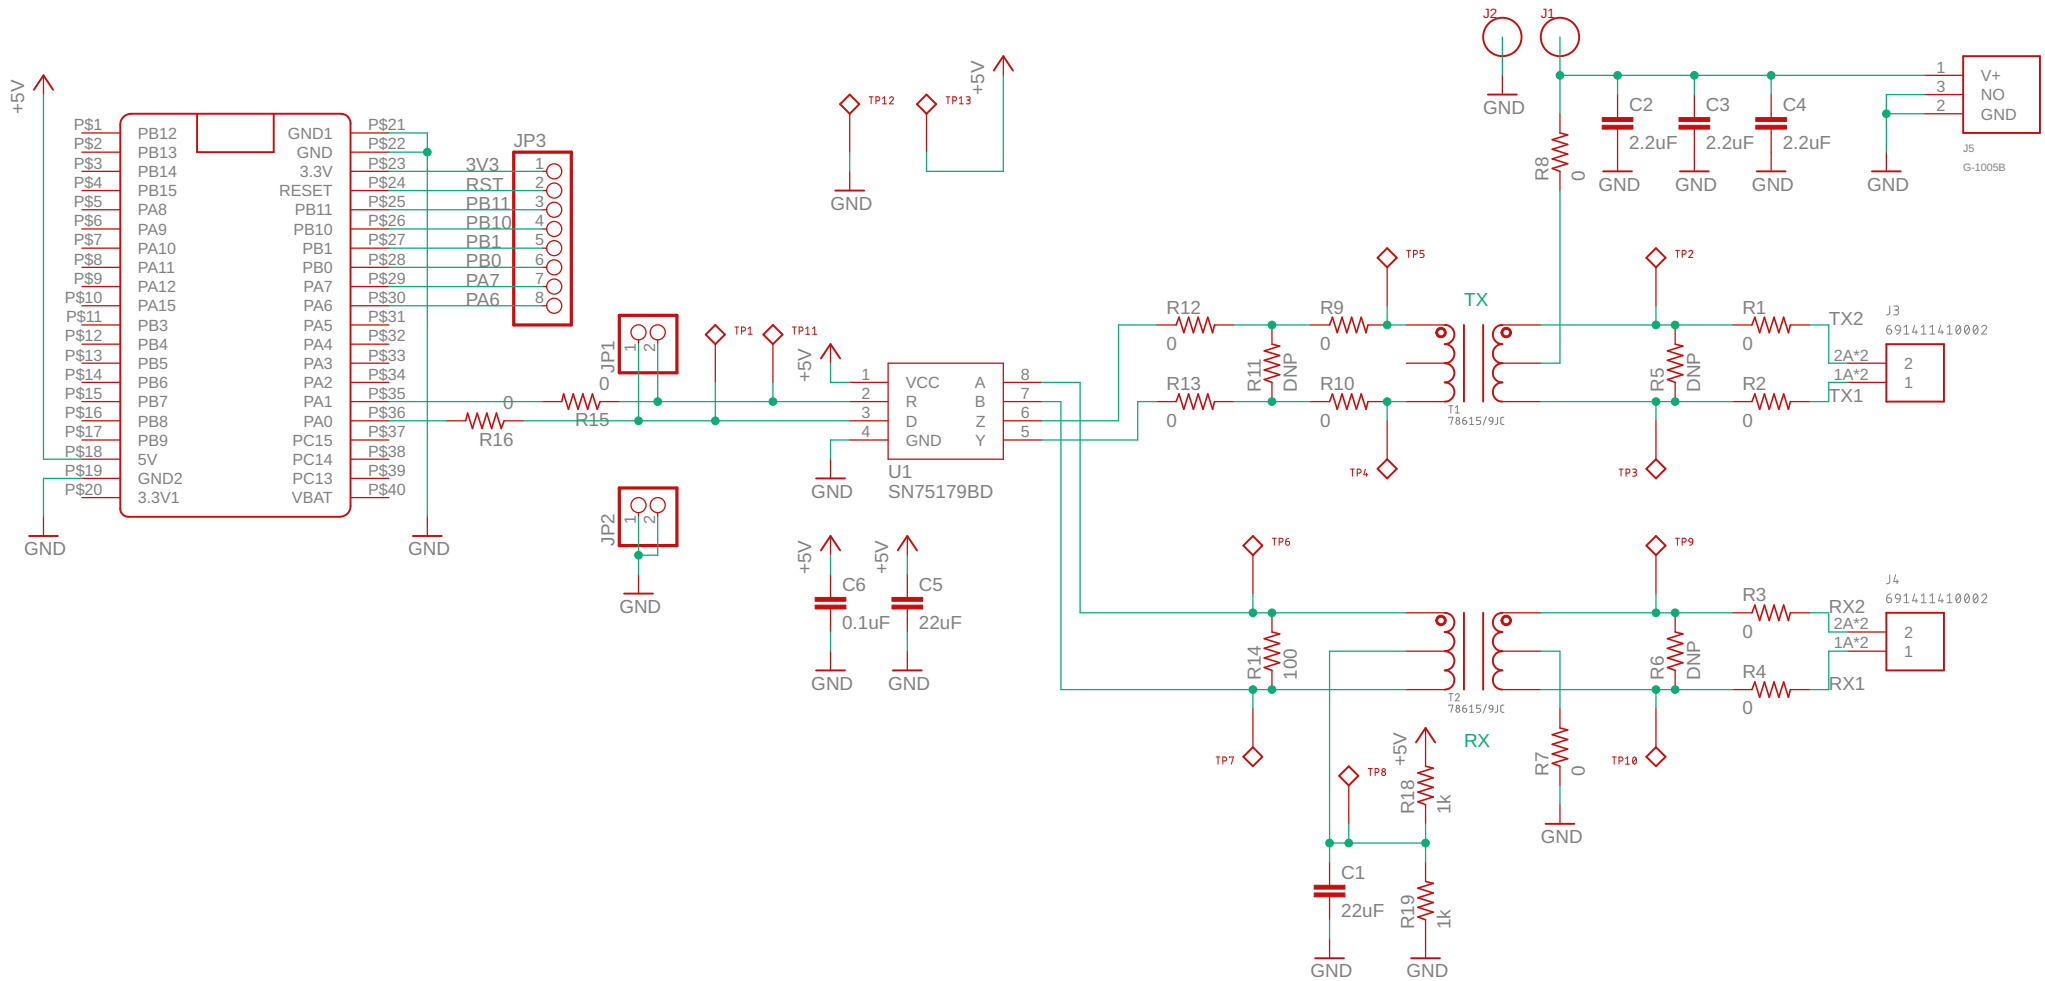 J2
J1
GND
V+
NO
GND
1
3
2
J5
G-1005B
GND
C2
2.2uF
GND
C3
2.2uF
GND
C4
2.2uF
GND
R8
0
+5V
P$1 PB12
P$2 PB13
P$3 PB14
P$4 PB15
P$5 PA8
P$6 PA9
P$7 PA10
P$8 PA11
P$9 PA12
P$10 PA15
P$11 PB3
P$12 PB4
P$13 PB5
P$14 PB6
P$15 PB7
P$16 PB8
P$17 PB9
P$18 5V
P$19 GND2
P$20 3.3V1
GND
GND1 P$21
GND P$22
3.3V P$23
RESET P$24
PB11 P$25
PB10 P$26
PB1 P$27
PB0 P$28
PA7 P$29
PA6 P$30
PA5 P$31
PA4 P$32
PA3 P$33
PA2 P$34
PA1 P$35
PA0 P$36
PC15 P$37
PC14 P$38
PC13 P$39
VBAT P$40
GND
JP3
3V3 1
RST 2
PB11 3
PB10 4
PB1 5
PB0 6
PA7 7
PA6 8
TP12
GND
TP13
+5V
JP1
1
2
0
R15
0
R16
TP1
TP11
JP2
1
2
GND
+5V
1 VCC A 8
2 R B 7
3 D Z 6
4 GND Y 5
GND
U1
SN75179BD
+5V
C6
0.1uF
GND
+5V
C5
22uF
GND
R12
0
R13
0
R11
DNP
R9
0
R10
0
TP5
TP4
TX
T1
78615/9JC
TP2
TP3
R5
DNP
R1
0
R2
0
TX2
TX1
2A*2
1A*2
J3
691411410002
2
1
TP6
TP7
R14
100
T2
78615/9JC
RX
TP9
TP10
R6
DNP
R3
0
R4
0
RX2
2A*2
1A*2
RX1
J4
691411410002
2
1
R7
0
GND
TP8
+5V
R18
1k
C1
22uF
GND
R19
1k
GND